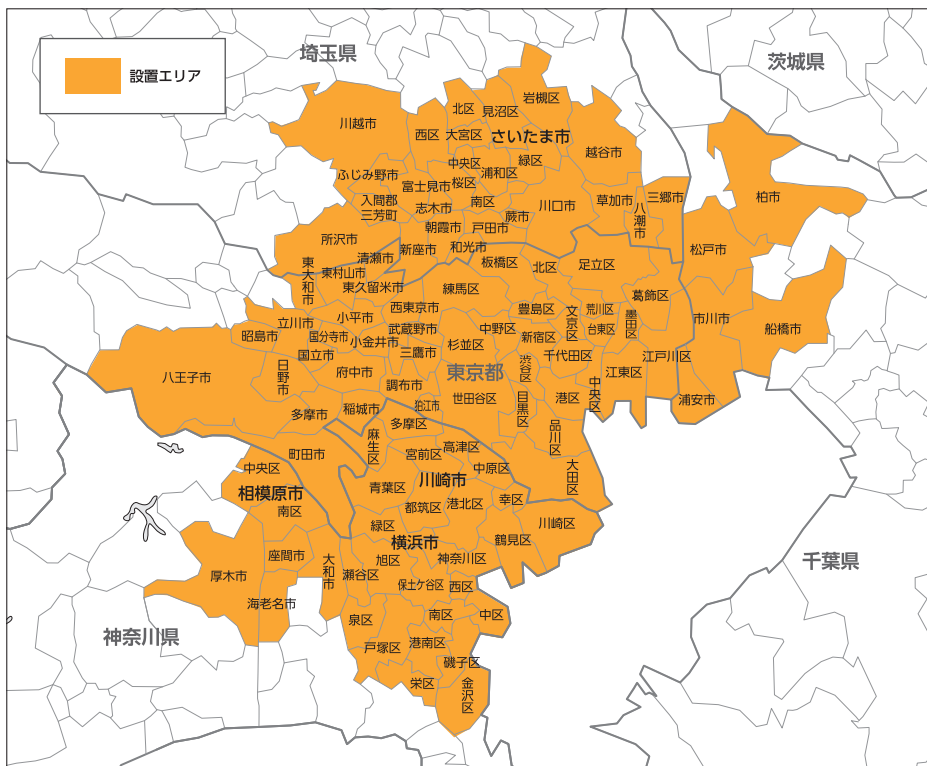 埼玉県
茨城県
設置エリア
岩槻区
北区
見沼区
川越市
西区
大宮区
さいたま市
越谷市
中央区
緑区
浦和区
ふじみ野市
富士見市
桜区
三郷市
柏市
入間郡
三芳町
志木市
南区
川口市
草加市
八潮市
蕨市
朝霞市
戸田市
所沢市
新座市
和光市
松戸市
清瀬市
板橋区
北区
足立区
東大和市
東村山市
東久留米市
練馬区
葛飾区
西東京市
豊島区
文京区
荒川区
墨田区
市川市
立川市
小平市
昭島市
国分寺市
小金井市
武蔵野市
中野区
新宿区
台東区
船橋市
杉並区
国立市
三鷹市
千代田区
江戸川区
八王子市
日野市
府中市
東京都
渋谷区
江東区
調布市
世田谷区
目黒区
港区
中央区
浦安市
多摩市
稲城市
狛江市
多摩区
品川区
麻生区
町田市
宮前区
高津区
中央区
中原区
大田区
川崎市
相模原市
青葉区
南区
都筑区
港北区
幸区
緑区
川崎区
横浜市
鶴見区
座間市
大和市
旭区
神奈川区
千葉県
厚木市
瀬谷区
保土ケ谷区
西区
海老名市
泉区
南区
中区
神奈川県
戸塚区
港南区
磯子区
栄区
金沢区